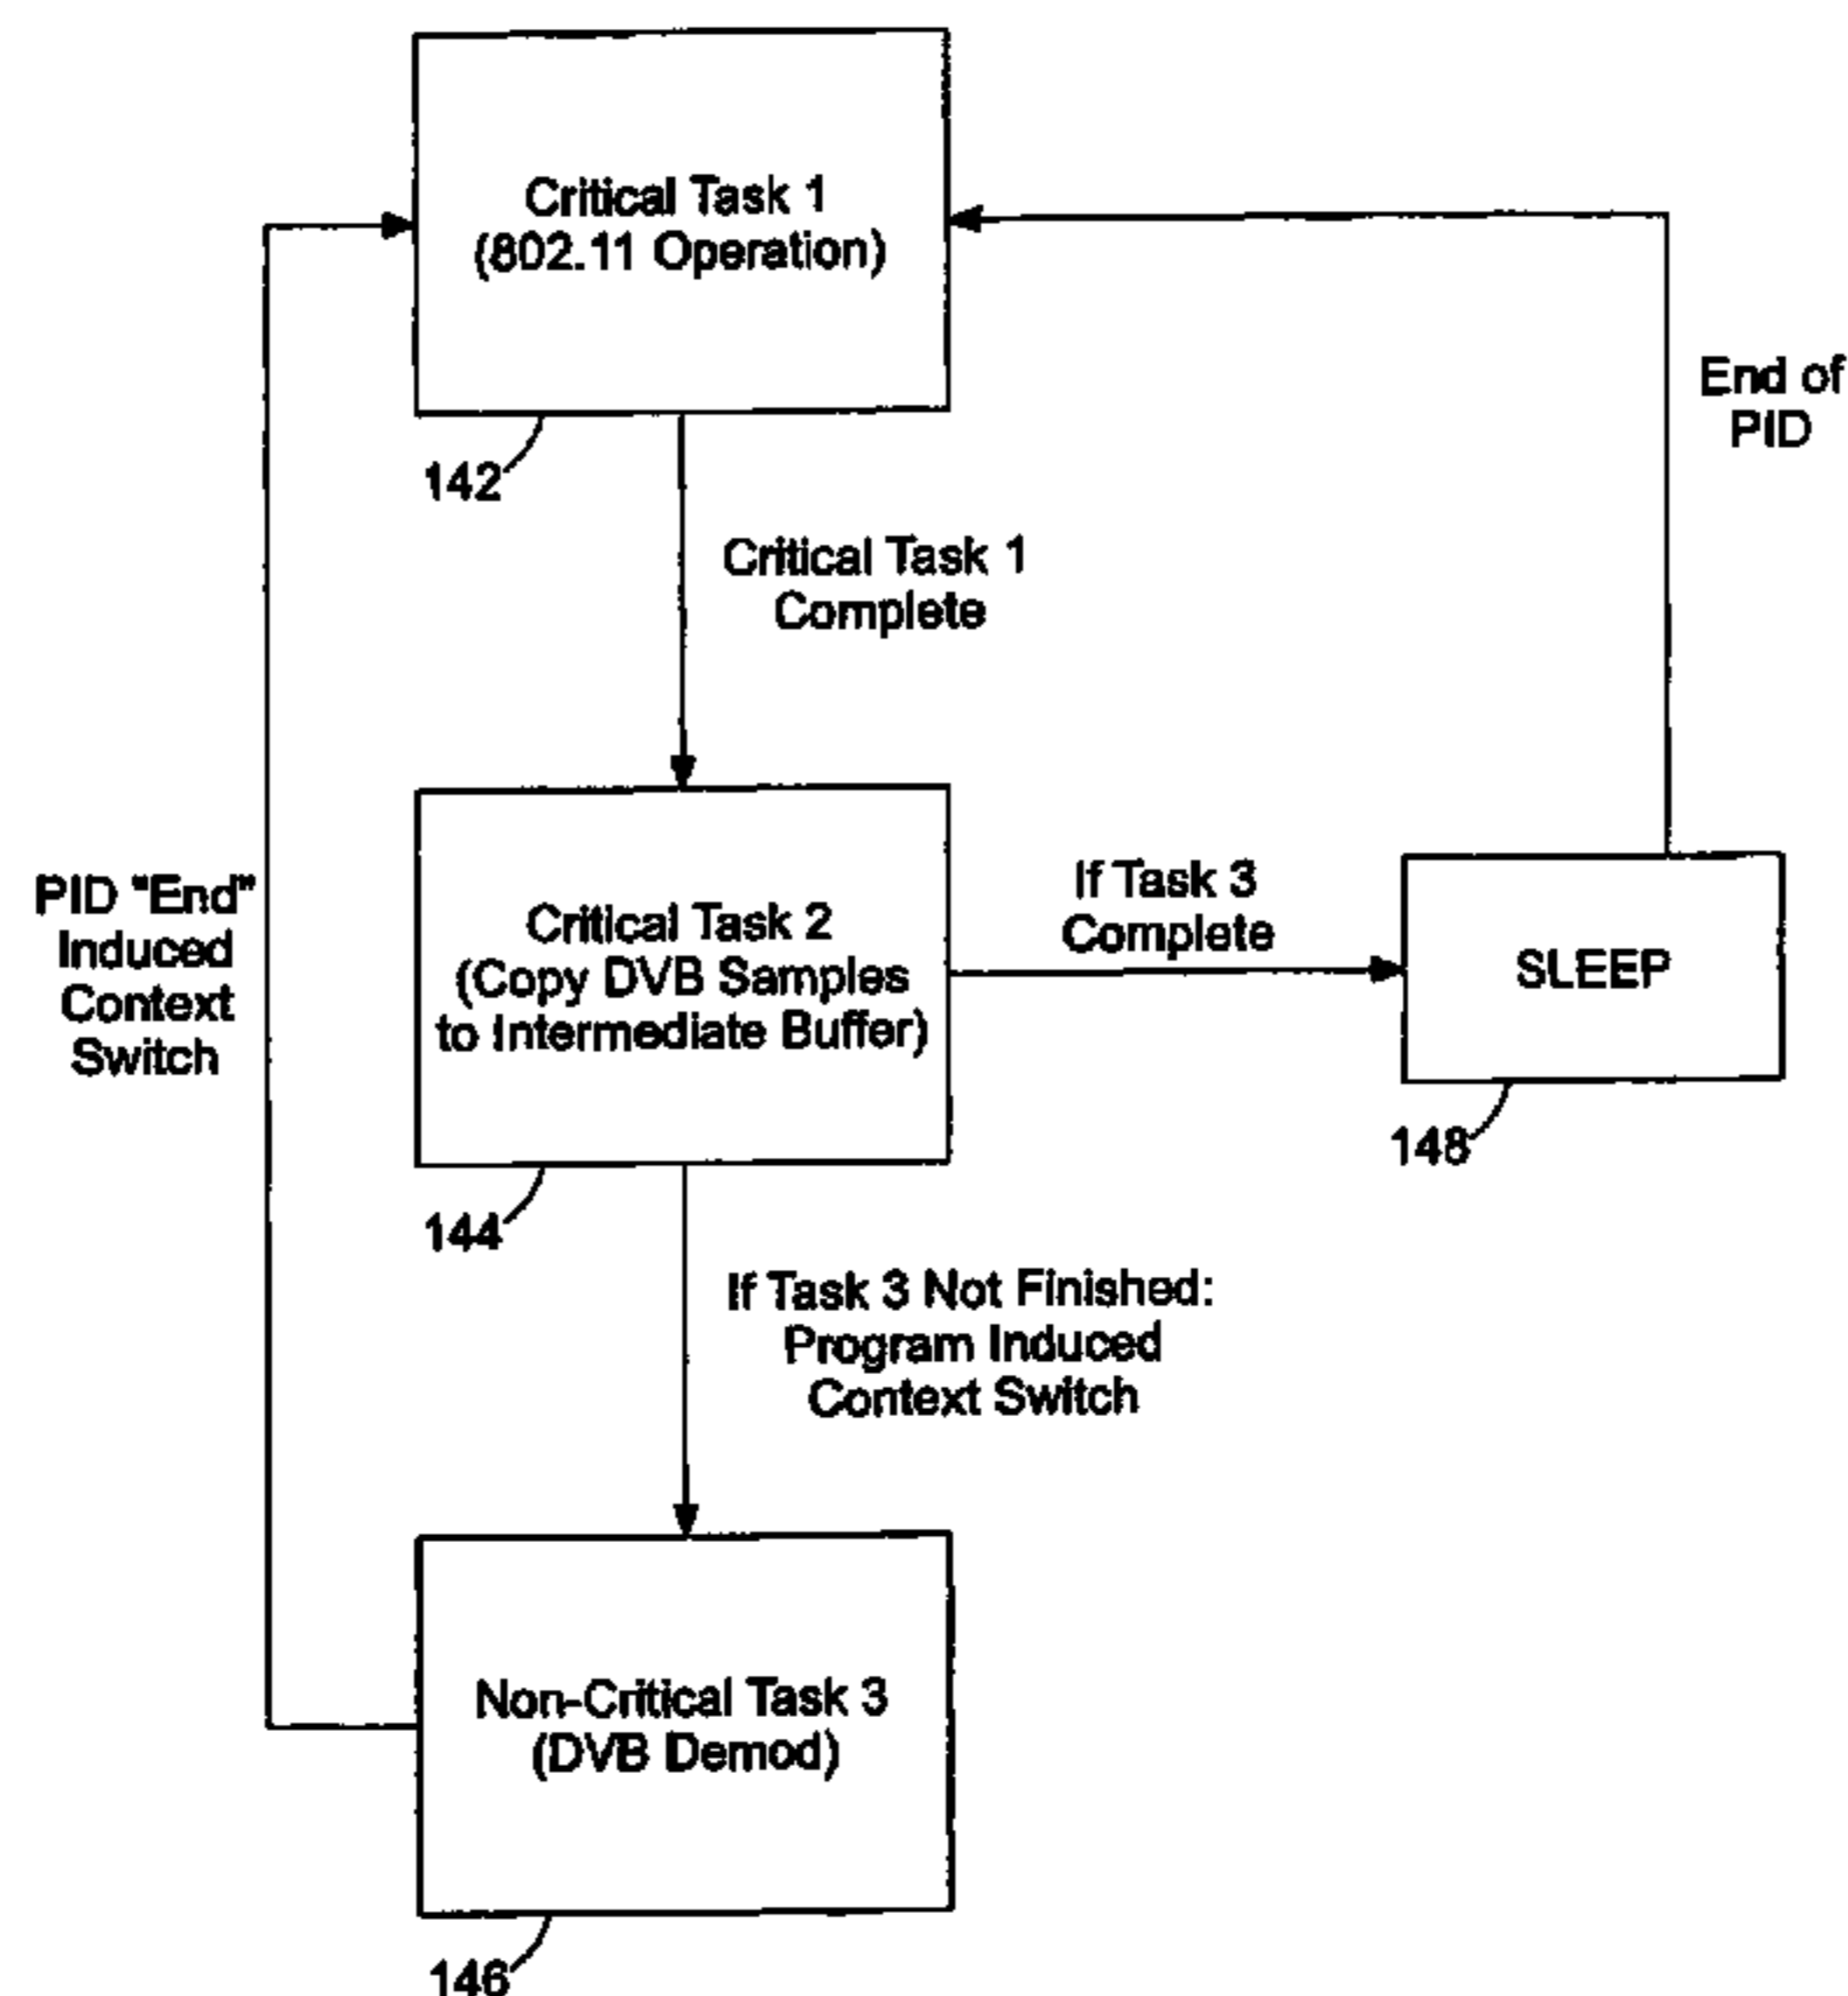 Critical Task 1
(802.11 Operation)
142
End of
PID
Critical Task 1
Complete
PID "End"
Induced
Context
Switch
Critical Task 2
(Copy DVB Samples
to Intermediate Buffer)
144
If Task 3
Complete
SLEEP
148
If Task 3 Not Finished:
Program Induced
Context Switch
Non-Critical Task 3
(DVB Demod)
146